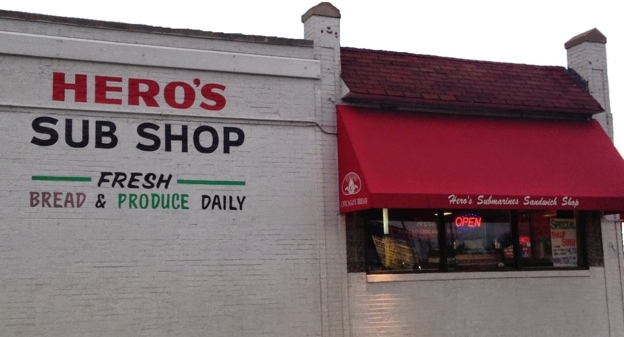 HERO'S
SUB SHOP
FRESH
BREAD & PRODUCE DAILY
Hero's Submarines Sandwich Shop
OPEN